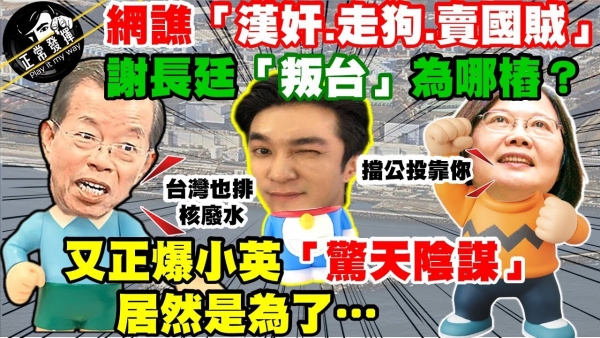 正常發揮
Play it my way
網譙「漢奸.走狗.賣國賊」
謝長廷「叛台」為哪樁？
台灣也排
核廢水
擋公投靠你
又正爆小英「驚天陰謀」
居然是為了…